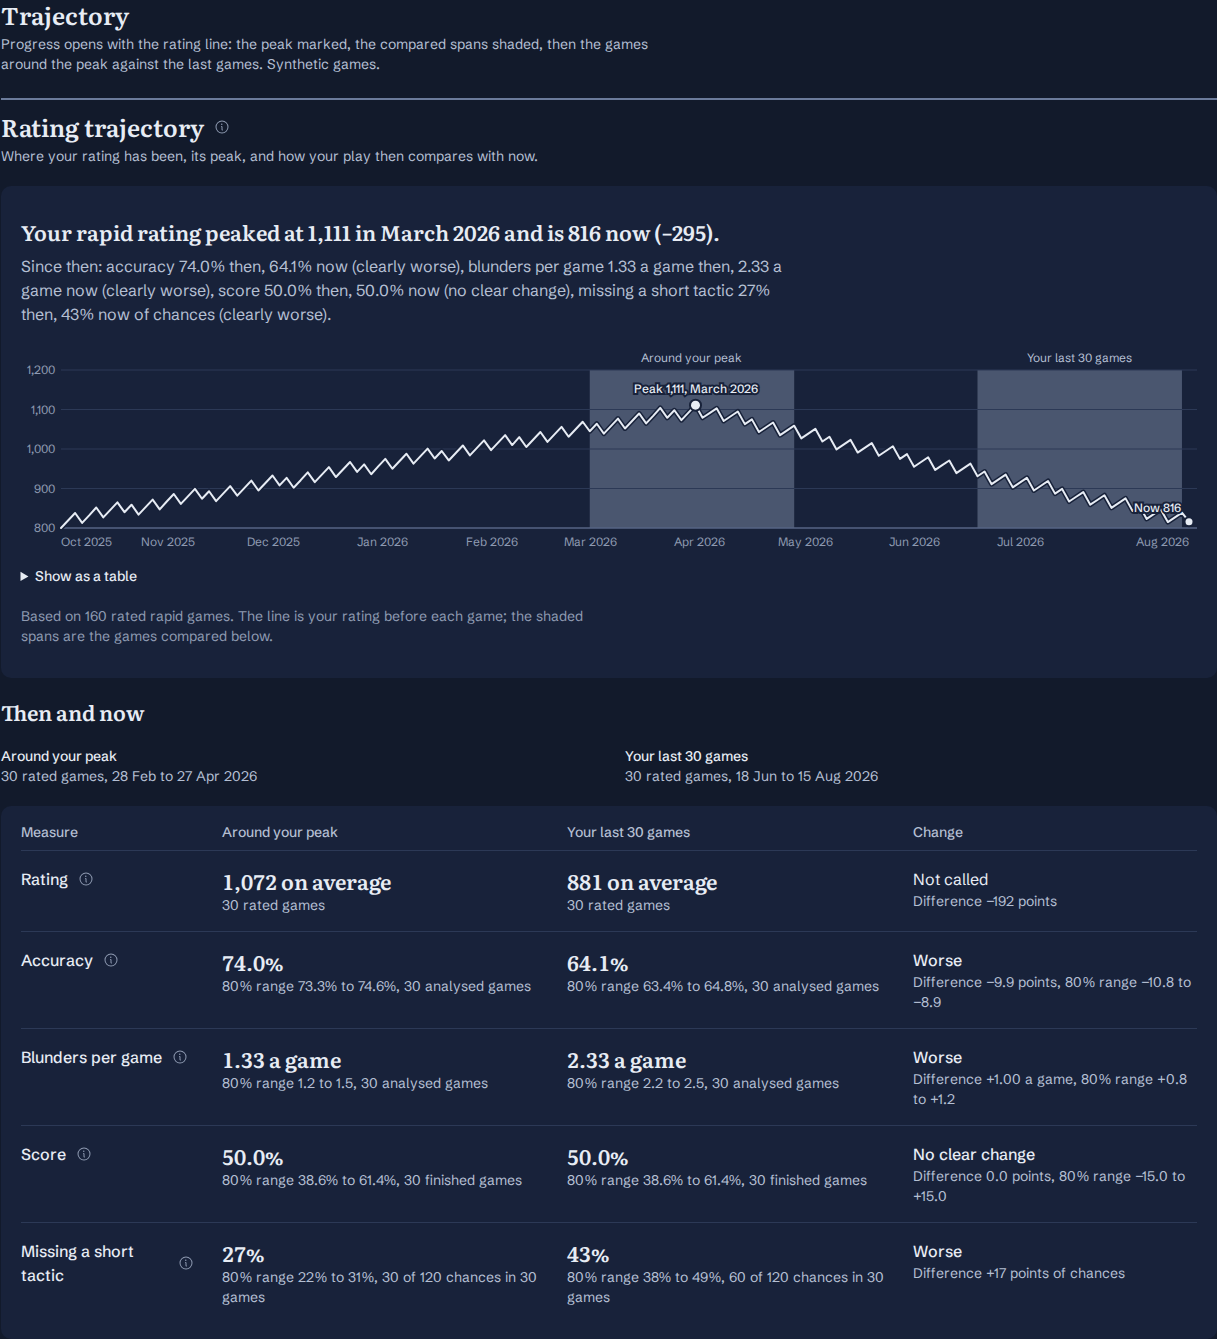 Trajectory
Progress opens with the rating line: the peak marked, the compared spans shaded, then the games
around the peak against the last games. Synthetic games.
Rating trajectory
Where your rating has been, its peak, and how your play then compares with now.
Your rapid rating peaked at 1,111 in March 2026 and is 816 now (−295).
Since then: accuracy 74.0% then, 64.1% now (clearly worse), blunders per game 1.33 a game then, 2.33 a
game now (clearly worse), score 50.0% then, 50.0% now (no clear change), missing a short tactic 27%
then, 43% now of chances (clearly worse).
Around your peak
Your last 30 games
1,200
1,100
1,000
900
800
Peak 1,111, March 2026
Now 816
Oct 2025
Nov 2025
Dec 2025
Jan 2026
Feb 2026
Mar 2026
Apr 2026
May 2026
Jun 2026
Jul 2026
Aug 2026
Show as a table
Based on 160 rated rapid games. The line is your rating before each game; the shaded
spans are the games compared below.
Then and now
Around your peak
30 rated games, 28 Feb to 27 Apr 2026
Your last 30 games
30 rated games, 18 Jun to 15 Aug 2026
Measure
Around your peak
Your last 30 games
Change
Rating
1,072 on average
30 rated games
881 on average
30 rated games
Not called
Difference −192 points
Accuracy
74.0%
80% range 73.3% to 74.6%, 30 analysed games
64.1%
80% range 63.4% to 64.8%, 30 analysed games
Worse
Difference −9.9 points, 80% range −10.8 to
−8.9
Blunders per game
1.33 a game
80% range 1.2 to 1.5, 30 analysed games
2.33 a game
80% range 2.2 to 2.5, 30 analysed games
Worse
Difference +1.00 a game, 80% range +0.8
to +1.2
Score
50.0%
80% range 38.6% to 61.4%, 30 finished games
50.0%
80% range 38.6% to 61.4%, 30 finished games
No clear change
Difference 0.0 points, 80% range −15.0 to
+15.0
Missing a short
tactic
27%
80% range 22% to 31%, 30 of 120 chances in 30
games
43%
80% range 38% to 49%, 60 of 120 chances in 30
games
Worse
Difference +17 points of chances